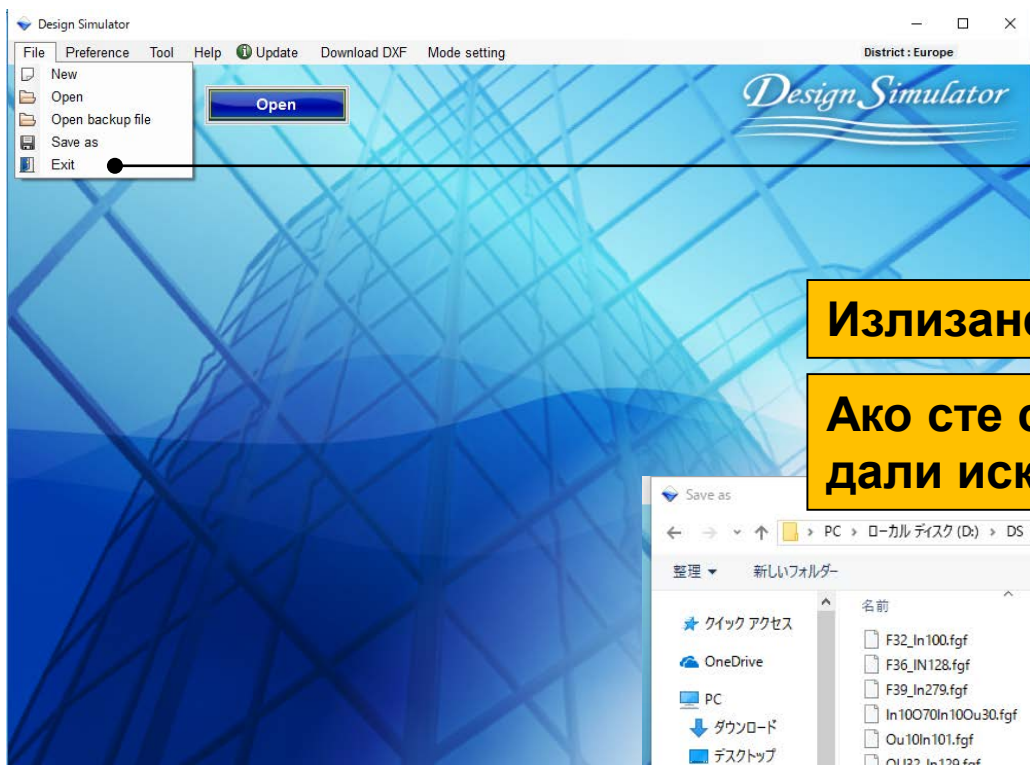 Design Simulator
File Preference Tool Help Update Download DXF Mode setting District : Europe
New
Open
Open backup file
Save as
Exit
Open
Design Simulator
Ако сте
дали
Save as
PC > ローカル ディスク (D:) > DS
整理 新しいフォルダー
クイック アクセス
OneDrive
PC
ダウンロード
デスクトップ
名前
F32_In100.fgf
F36_IN128.fgf
F39_In279.fgf
In10O70In10Ou30.fgf
Ou10In101.fgf
OU32_In129.fgf